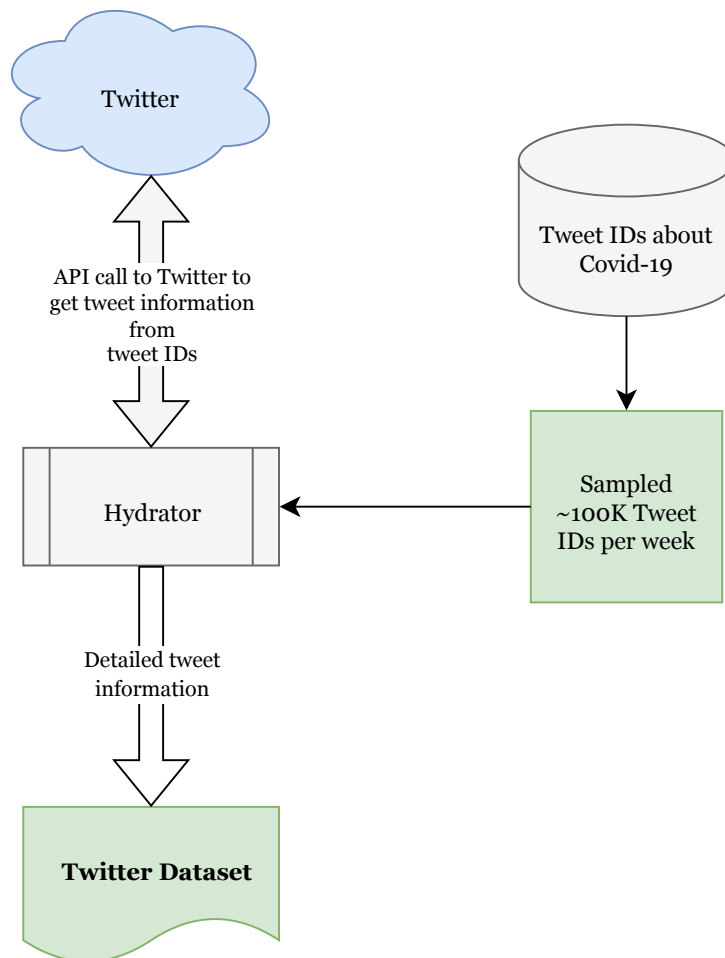 Twitter
Tweet IDs about
Covid-19
API call to Twitter to
get tweet information
from
tweet IDs
Sampled
~100K Tweet
IDs per week
Hydrator
Detailed tweet
information
Twitter Dataset